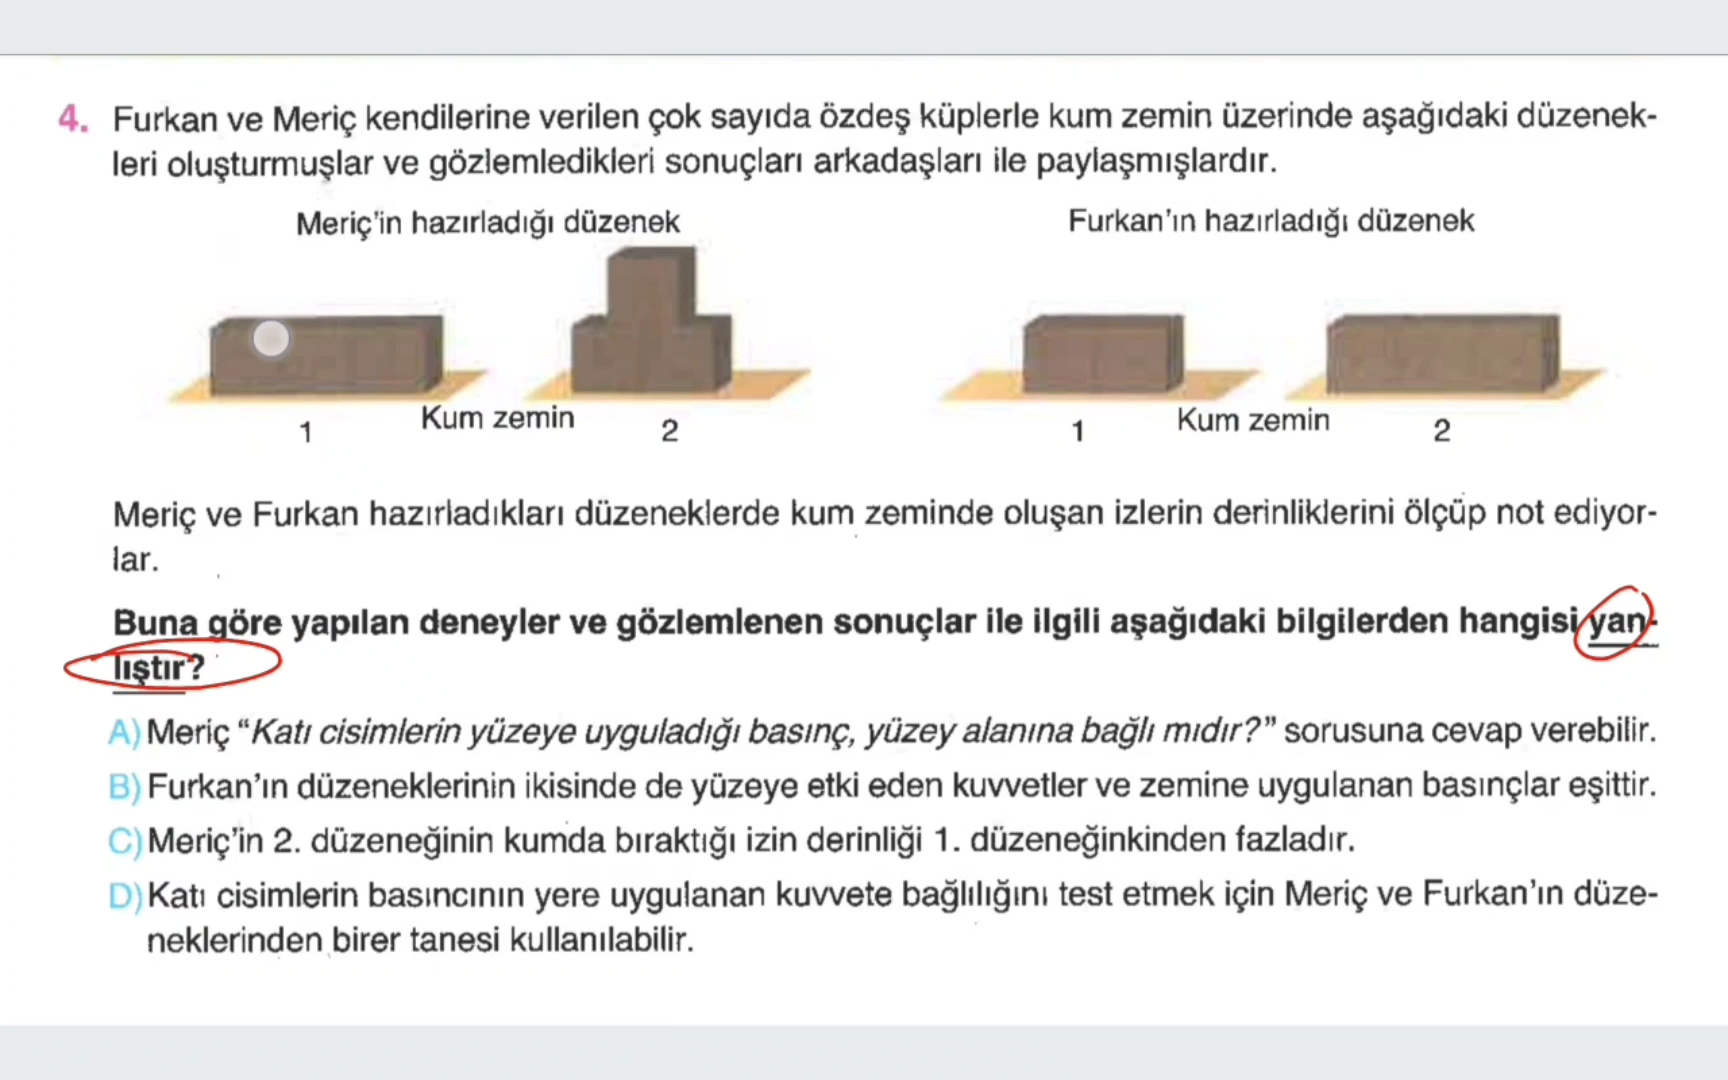 4. Furkan ve Meriç kendilerine verilen çok sayıda özdeş küplerle kum zemin üzerinde aşağıdaki düzenek-
leri oluşturmuşlar ve gözlemledikleri sonuçları arkadaşları ile paylaşmışlardır.
Meriç'in hazırladığı düzenek
Furkan'ın hazırladığı düzenek
1 Kum zemin 2
1 Kum zemin 2
Meriç ve Furkan hazırladıkları düzeneklerde kum zeminde oluşan izlerin derinliklerini ölçüp not ediyor-
lar.
Buna göre yapılan deneyler ve gözlemlenen sonuçlar ile ilgili aşağıdaki bilgilerden hangisi yan-
lıştır?
A) Meriç "Katı cisimlerin yüzeye uyguladığı basınç, yüzey alanına bağlı mıdır?" sorusuna cevap verebilir.
B) Furkan'ın düzeneklerinin ikisinde de yüzeye etki eden kuvvetler ve zemine uygulanan basınçlar eşittir.
C) Meriç'in 2. düzeneğinin kumda bıraktığı izin derinliği 1. düzeneğinkinden fazladır.
D) Katı cisimlerin basıncının yere uygulanan kuvvete bağlılığını test etmek için Meriç ve Furkan'ın düze-
neklerinden birer tanesi kullanılabilir.